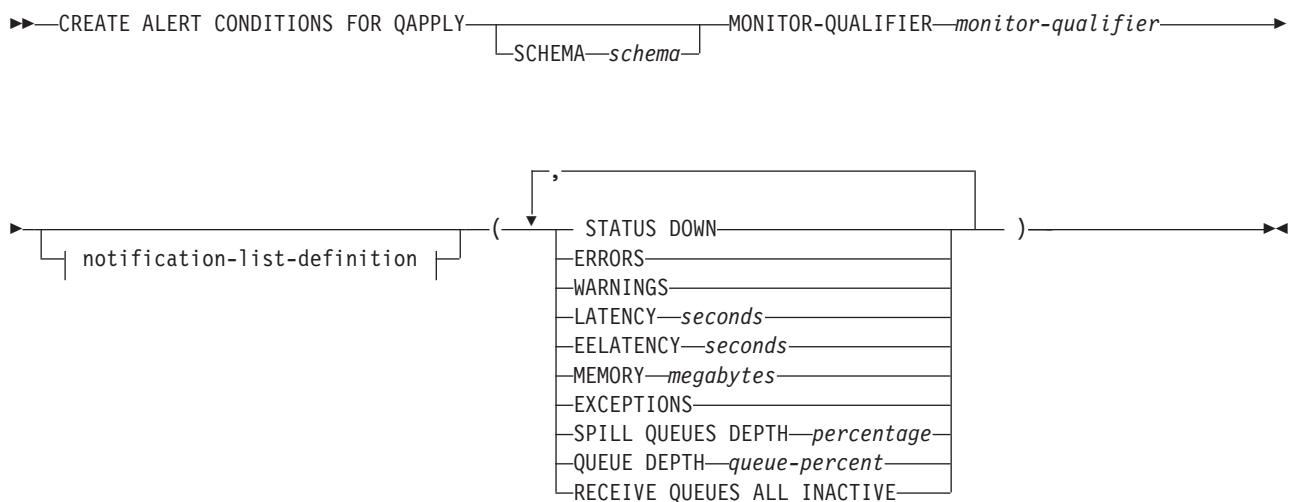 CREATE ALERT CONDITIONS FOR QAPPLY MONITOR-QUALIFIER monitor-qualifier
SCHEMA schema
,
( STATUS DOWN )
notification-list-definition
ERRORS
WARNINGS
LATENCY seconds
EELATENCY seconds
MEMORY megabytes
EXCEPTIONS
SPILL QUEUES DEPTH percentage
QUEUE DEPTH queue-percent
RECEIVE QUEUES ALL INACTIVE